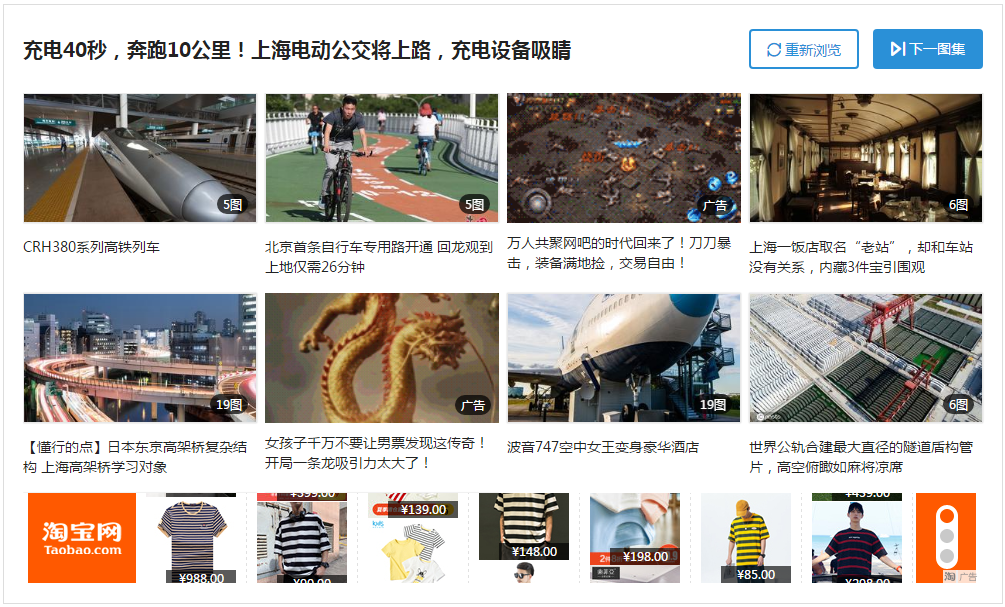 充电40秒，奔跑10公里！上海电动公交将上路，充电设备吸睛
重新浏览
下一图集
5图
5图
广告
6图
CRH380系列高铁列车
北京首条自行车专用路开通 回龙观到
上地仅需26分钟
万人共聚网吧的时代回来了！刀刀暴
击，装备满地捡，交易自由！
上海一饭店取名“老站”，却和车站
没有关系，内藏3件宝引围观
19图
广告
19图
6图
【懂行的点】日本东京高架桥复杂结
构 上海高架桥学习对象
女孩子千万不要让男票发现这传奇！
开局一条龙吸引力太大了！
波音747空中女王变身豪华酒店
世界公轨合建最大直径的隧道盾构管
片，高空俯瞰如麻将凉席
淘宝网
Taobao.com
¥988.00
¥399.00
¥139.00
¥148.00
¥198.00
¥85.00
淘 广告